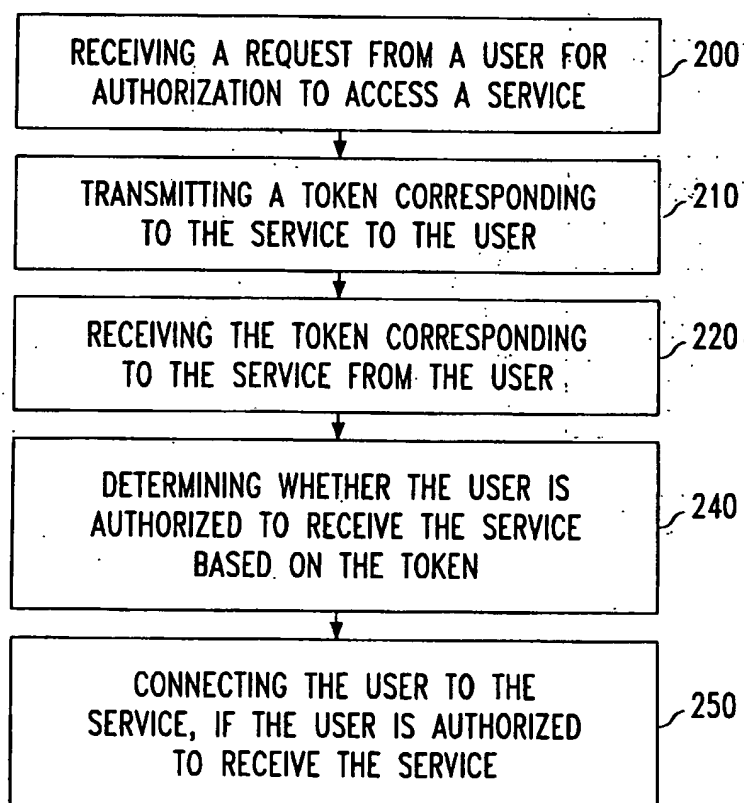 RECEIVING A REQUEST FROM A USER FOR
AUTHORIZATION TO ACCESS A SERVICE
200
TRANSMITTING A TOKEN CORRESPONDING
TO THE SERVICE TO THE USER
210
RECEIVING THE TOKEN CORRESPONDING
TO THE SERVICE FROM THE USER
220
DETERMINING WHETHER THE USER IS
AUTHORIZED TO RECEIVE THE SERVICE
BASED ON THE TOKEN
240
CONNECTING THE USER TO THE
SERVICE, IF THE USER IS AUTHORIZED
TO RECEIVE THE SERVICE
250